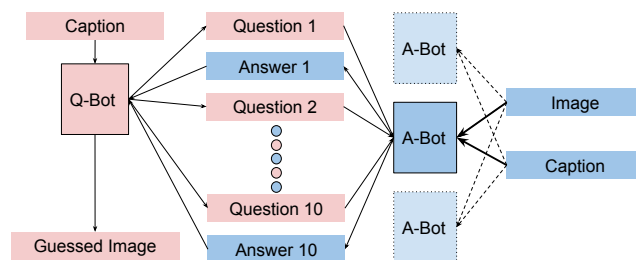 Caption
Q-Bot
Guessed Image
Question 1
Answer 1
Question 2
Question 10
Answer 10
A-Bot
A-Bot
A-Bot
Image
Caption